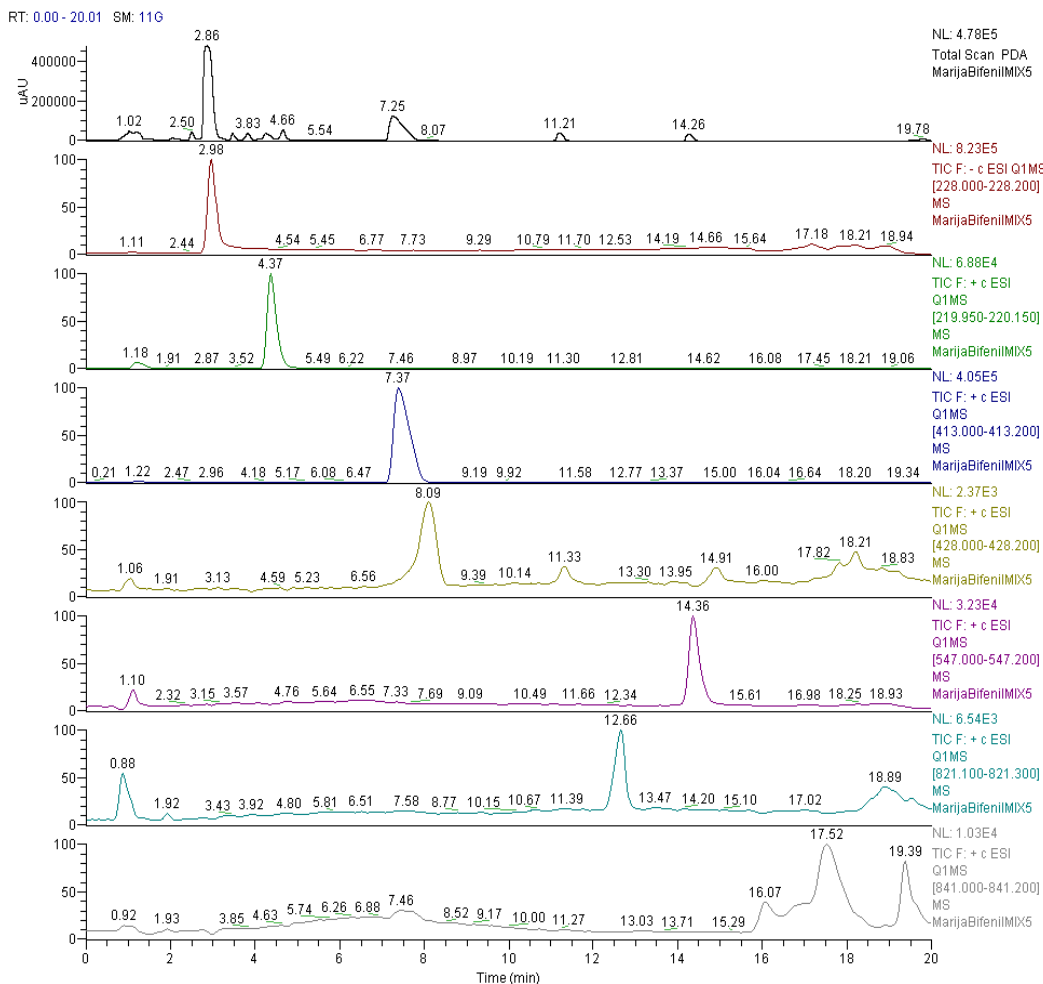 RT: 0.00 - 20.01 SM: 11G
NL: 4.78E5
Total Scan PDA
MarijaBifenilMIX5
uAU
400000
200000
0
1.02 2.50 2.86 3.83 4.66 5.54 7.25 8.07 11.21 14.26 19.78
NL: 8.23E5
TIC F: - c ESI Q1MS
[228.000-228.200]
MS
MarijaBifenilMIX5
100
50
0
1.11 2.44 2.98 4.54 5.45 6.77 7.73 9.29 10.79 11.70 12.53 14.19 14.66 15.64 17.18 18.21 18.94
NL: 6.88E4
TIC F: + c ESI
Q1MS
[219.950-220.150]
MS
MarijaBifenilMIX5
100
50
0
1.18 1.91 2.87 3.52 4.37 5.49 6.22 7.46 8.97 10.19 11.30 12.81 14.62 16.08 17.45 18.21 19.06
NL: 4.05E5
TIC F: + c ESI
Q1MS
[413.000-413.200]
MS
MarijaBifenilMIX5
100
50
0
0.21 1.22 2.47 2.96 4.18 5.17 6.08 6.47 7.37 9.19 9.92 11.58 12.77 13.37 15.00 16.04 16.64 18.20 19.34
NL: 2.37E3
TIC F: + c ESI
Q1MS
[428.000-428.200]
MS
MarijaBifenilMIX5
100
50
0
1.06 1.91 3.13 4.59 5.23 6.56 8.09 9.39 10.14 11.33 13.30 13.95 14.91 16.00 17.82 18.21 18.83
NL: 3.23E4
TIC F: + c ESI
Q1MS
[547.000-547.200]
MS
MarijaBifenilMIX5
100
50
0
1.10 2.32 3.15 3.57 4.76 5.64 6.55 7.33 7.69 9.09 10.49 11.66 12.34 14.36 15.61 16.98 18.25 18.93
NL: 6.54E3
TIC F: + c ESI
Q1MS
[821.100-821.300]
MS
MarijaBifenilMIX5
100
50
0
0.88 1.92 3.43 3.92 4.80 5.81 6.51 7.58 8.77 10.15 10.67 11.39 12.66 13.47 14.20 15.10 17.02 18.89
NL: 1.03E4
TIC F: + c ESI
Q1MS
[841.000-841.200]
MS
MarijaBifenilMIX5
100
50
0
0.92 1.93 3.85 4.63 5.74 6.26 6.88 7.46 8.52 9.17 10.00 11.27 13.03 13.71 15.29 16.07 17.52 19.39
0 2 4 6 8 10 12 14 16 18 20
Time (min)